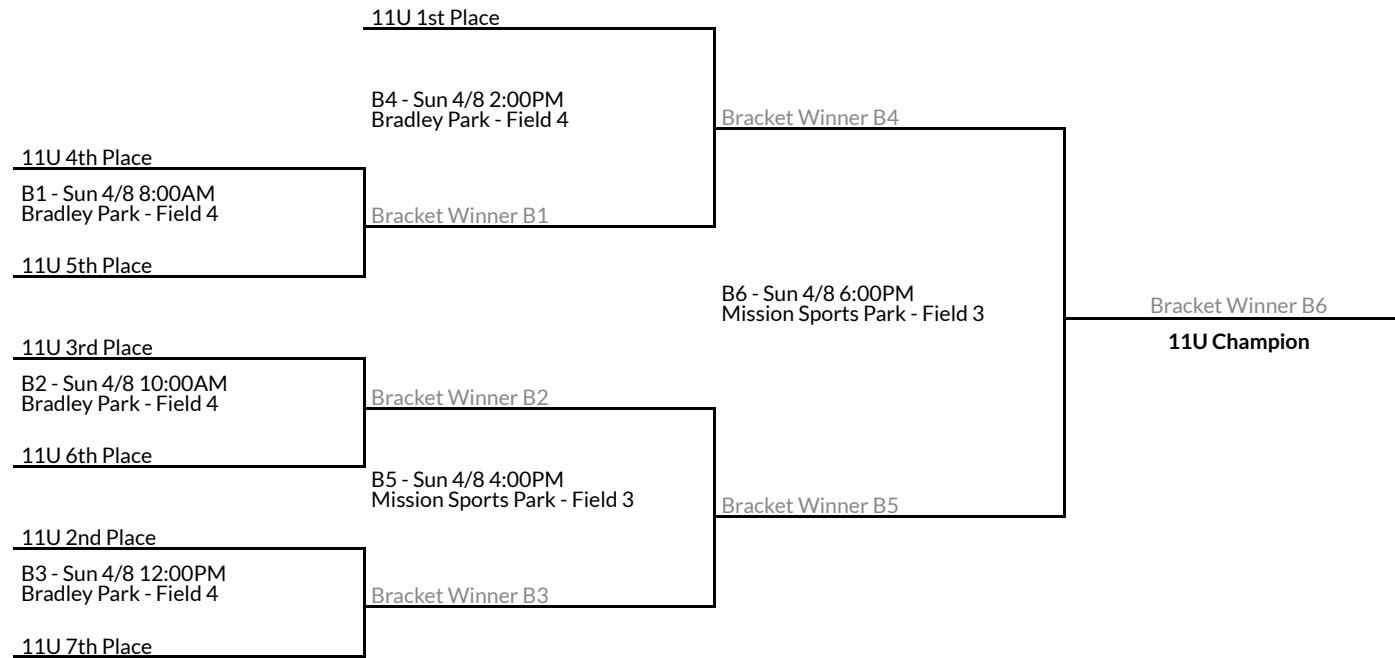 11U 1st Place
B4 - Sun 4/8 2:00PM
Bradley Park - Field 4
Bracket Winner B4
11U 4th Place
B1 - Sun 4/8 8:00AM
Bradley Park - Field 4
Bracket Winner B1
11U 5th Place
B6 - Sun 4/8 6:00PM
Mission Sports Park - Field 3
Bracket Winner B6
11U Champion
11U 3rd Place
B2 - Sun 4/8 10:00AM
Bradley Park - Field 4
Bracket Winner B2
11U 6th Place
B5 - Sun 4/8 4:00PM
Mission Sports Park - Field 3
Bracket Winner B5
11U 2nd Place
B3 - Sun 4/8 12:00PM
Bradley Park - Field 4
Bracket Winner B3
11U 7th Place